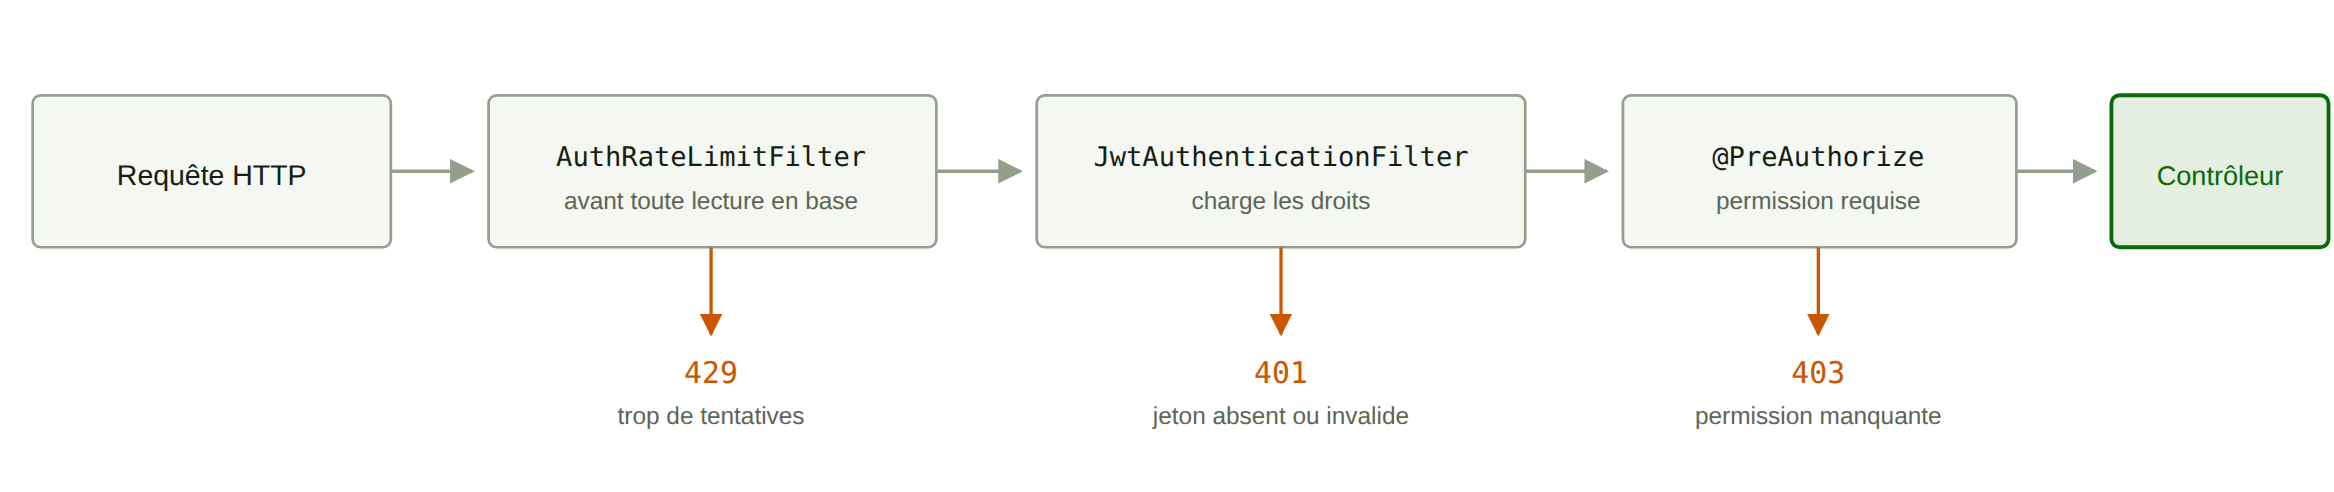 Requête HTTP
AuthRateLimitFilter
avant toute lecture en base
JwtAuthenticationFilter
charge les droits
@PreAuthorize
permission requise
Contrôleur
429
trop de tentatives
401
jeton absent ou invalide
403
permission manquante